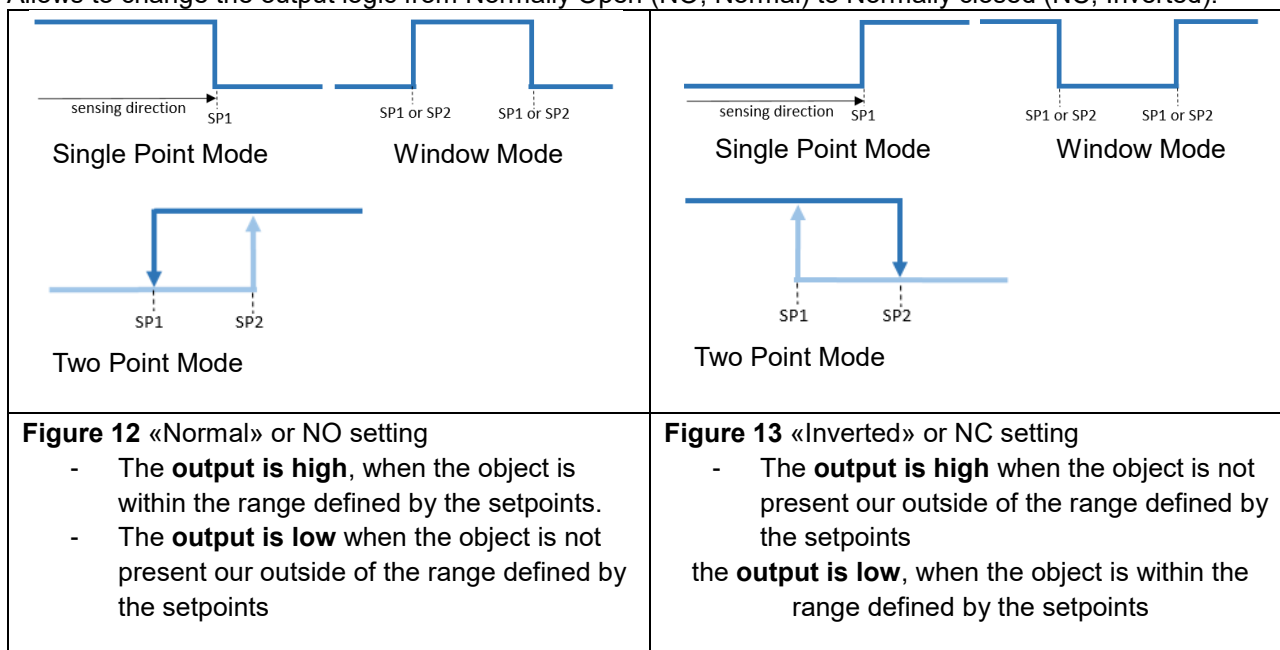 Allows to change the output logic from Normally Open (NO, Normal) to Normally closed (NC, Inverted).
sensing direction
SP1
SP1 or SP2
SP1 or SP2
Single Point Mode
Window Mode
SP1
SP2
Two Point Mode
sensing direction
SP1
SP1 or SP2
SP1 or SP2
Single Point Mode
Window Mode
SP1
SP2
Two Point Mode
Figure 12 «Normal» or NO setting
- The output is high, when the object is
within the range defined by the setpoints.
- The output is low when the object is not
present our outside of the range defined by
the setpoints
Figure 13 «Inverted» or NC setting
- The output is high when the object is not
present our outside of the range defined by
the setpoints
the output is low, when the object is within the
range defined by the setpoints